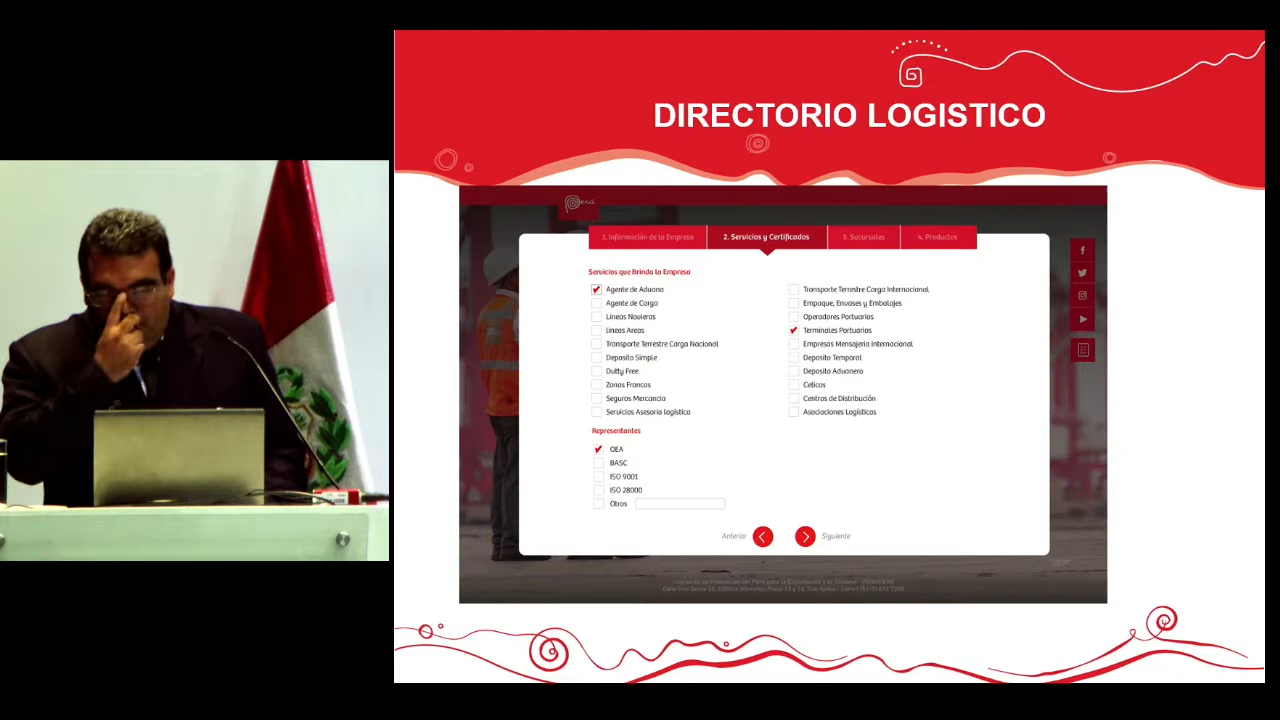 DIRECTORIO LOGISTICO
Perú
1. Información de la Empresa
2. Servicios y Certificados
3. Sucursales
4. Productos
Servicios que Brinda la Empresa
Agente de Aduana
Agente de Carga
Lineas Navieras
Lineas Areas
Transporte Terrestre Carga Nacional
Deposito Simple
Dutty Free
Zonas Francas
Seguros Mercancia
Servicios Asesoria logística
Transporte Terrestre Carga Internacional
Empaque, Envases y Embalajes
Operadores Portuarios
Terminales Portuarios
Empresas Mensajeria Internacional
Deposito Temporal
Deposito Aduanero
Ceticos
Centros de Distribución
Asociaciones Logísticas
Representantes
OEA
BASC
ISO 9001
ISO 28000
Otros
Anterior
Siguiente